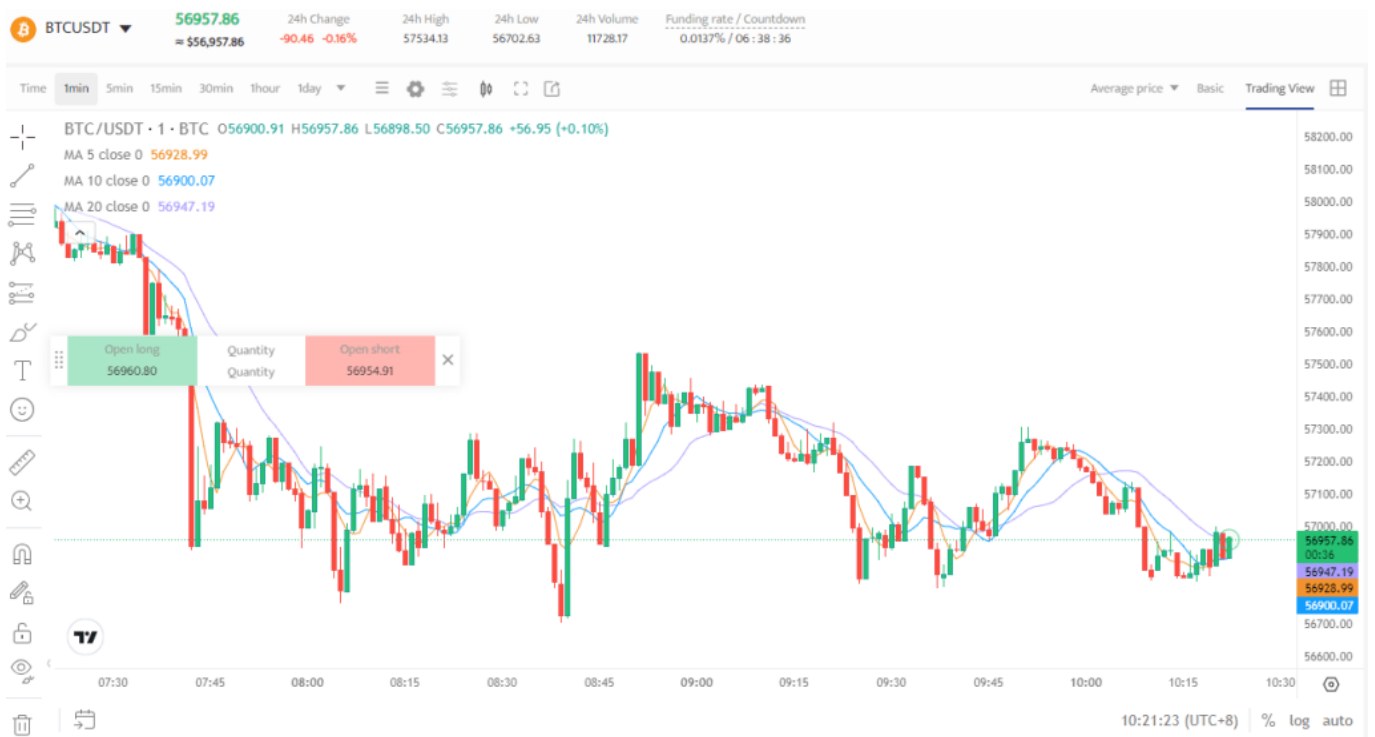 BTCUSDT
56957.86
≈ $56,957.86
24h Change
-90.46 -0.16%
24h High
57534.13
24h Low
56702.63
24h Volume
11728.17
Funding rate / Countdown
0.0137% / 06 : 38 : 36
Time 1min 5min 15min 30min 1hour 1day
Average price Basic Trading View
BTC/USDT · 1 · BTC O56900.91 H56957.86 L56898.50 C56957.86 +56.95 (+0.10%)
MA 5 close 0 56928.99
MA 10 close 0 56900.07
MA 20 close 0 56947.19
Open long
56960.80
Quantity
Quantity
Open short
56954.91
58200.00
58100.00
58000.00
57900.00
57800.00
57700.00
57600.00
57500.00
57400.00
57300.00
57200.00
57100.00
57000.00
56957.86
00:36
56947.19
56928.99
56900.07
56700.00
56600.00
07:30 07:45 08:00 08:15 08:30 08:45 09:00 09:15 09:30 09:45 10:00 10:15 10:30
10:21:23 (UTC+8) % log auto